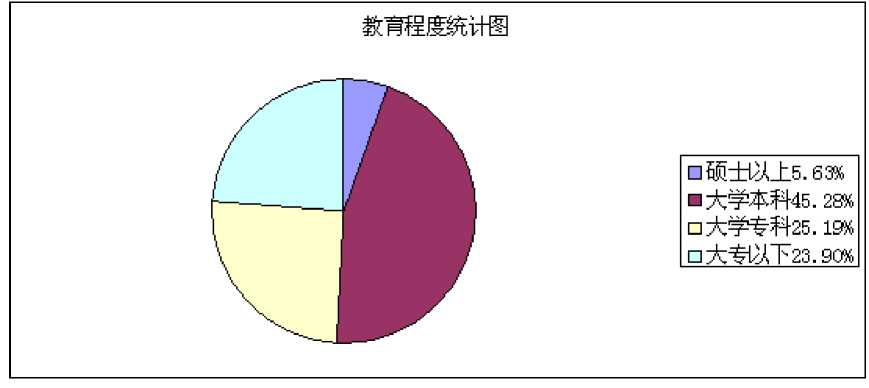 教育程度统计图
硕士以上5.63%
大学本科45.28%
大学专科25.19%
大专以下23.90%